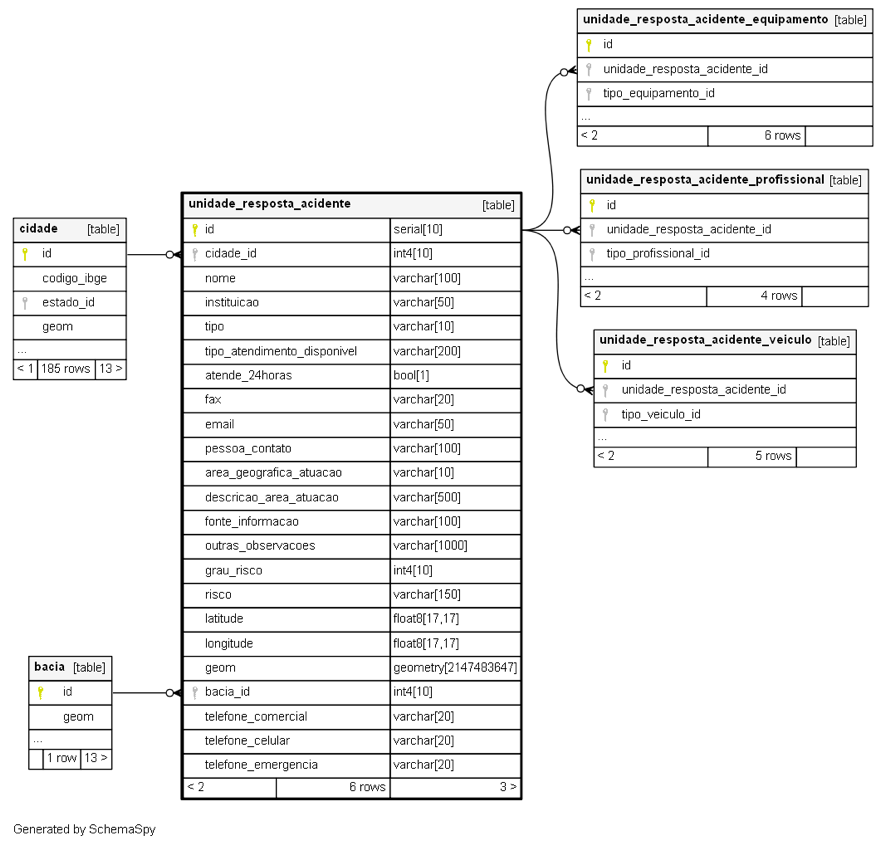 unidade_resposta_acidente_equipamento [table]
id
unidade_resposta_acidente_id
tipo_equipamento_id
...
< 2 6 rows
unidade_resposta_acidente_profissional [table]
id
unidade_resposta_acidente_id
tipo_profissional_id
...
< 2 4 rows
unidade_resposta_acidente_veiculo [table]
id
unidade_resposta_acidente_id
tipo_veiculo_id
...
< 2 5 rows
unidade_resposta_acidente [table]
id serial[10]
cidade_id int4[10]
nome varchar[100]
instituicao varchar[50]
tipo varchar[10]
tipo_atendimento_disponivel varchar[200]
atende_24horas bool[1]
fax varchar[20]
email varchar[50]
pessoa_contato varchar[100]
area_geografica_atuacao varchar[10]
descricao_area_atuacao varchar[500]
fonte_informacao varchar[100]
outras_observacoes varchar[1000]
grau_risco int4[10]
risco varchar[150]
latitude float8[17,17]
longitude float8[17,17]
geom geometry[2147483647]
bacia_id int4[10]
telefone_comercial varchar[20]
telefone_celular varchar[20]
telefone_emergencia varchar[20]
< 2 6 rows 3 >
cidade [table]
id
codigo_ibge
estado_id
geom
...
< 1 185 rows 13 >
bacia [table]
id
geom
...
1 row 13 >
Generated by SchemaSpy